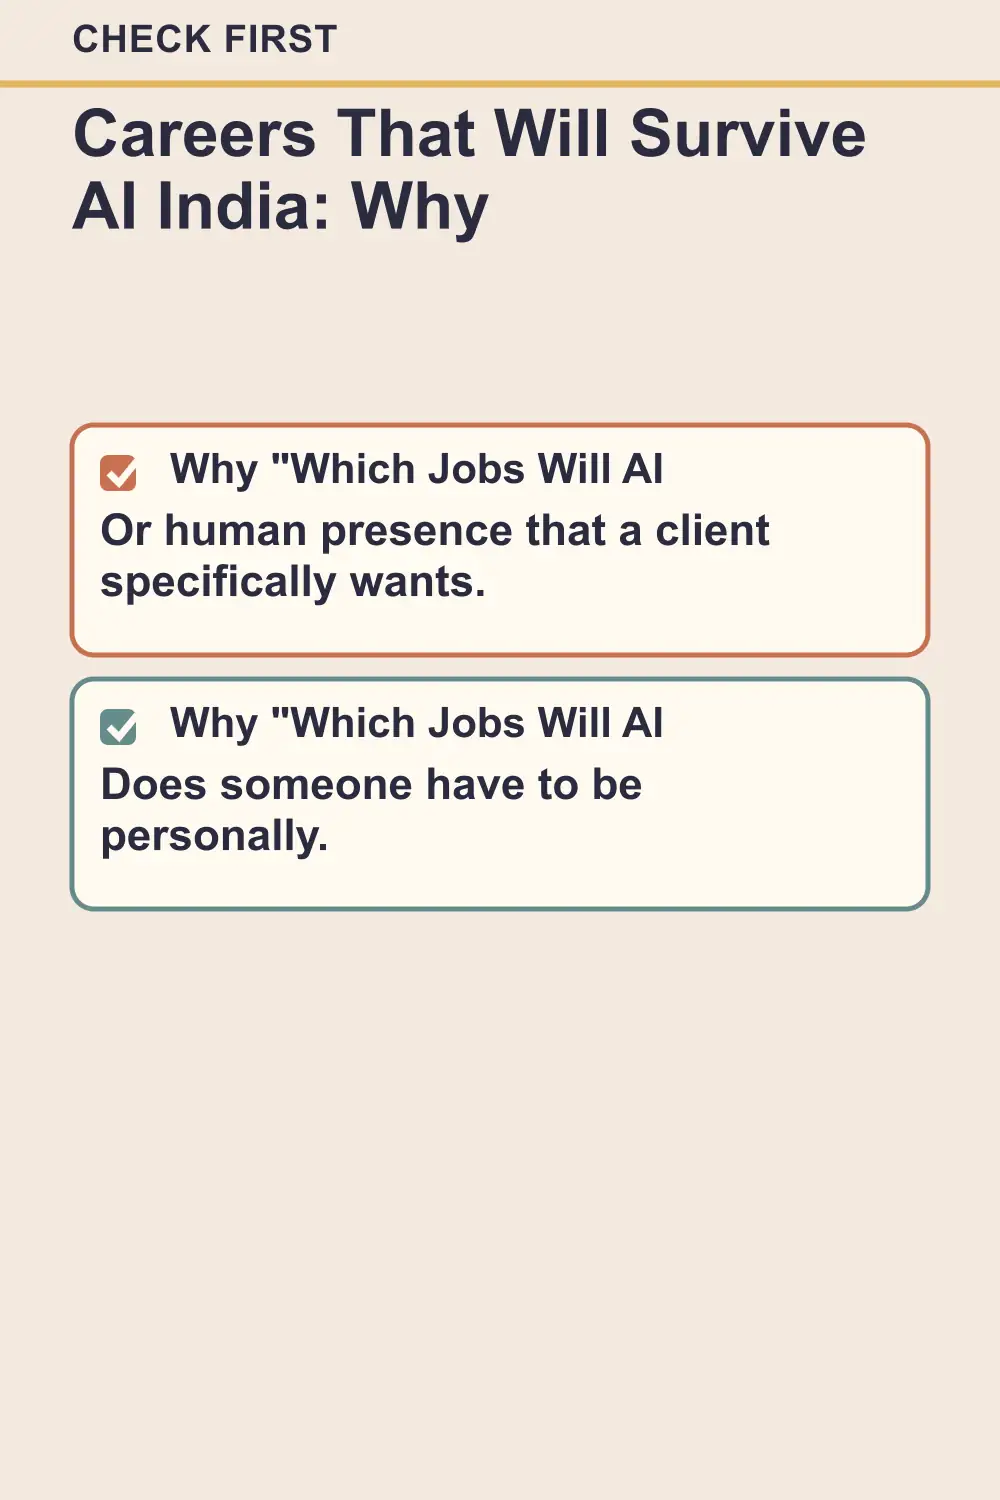 CHECK FIRST
Careers That Will Survive
AI India: Why
Why "Which Jobs Will AI
Or human presence that a client
specifically wants.
Why "Which Jobs Will AI
Does someone have to be
personally.